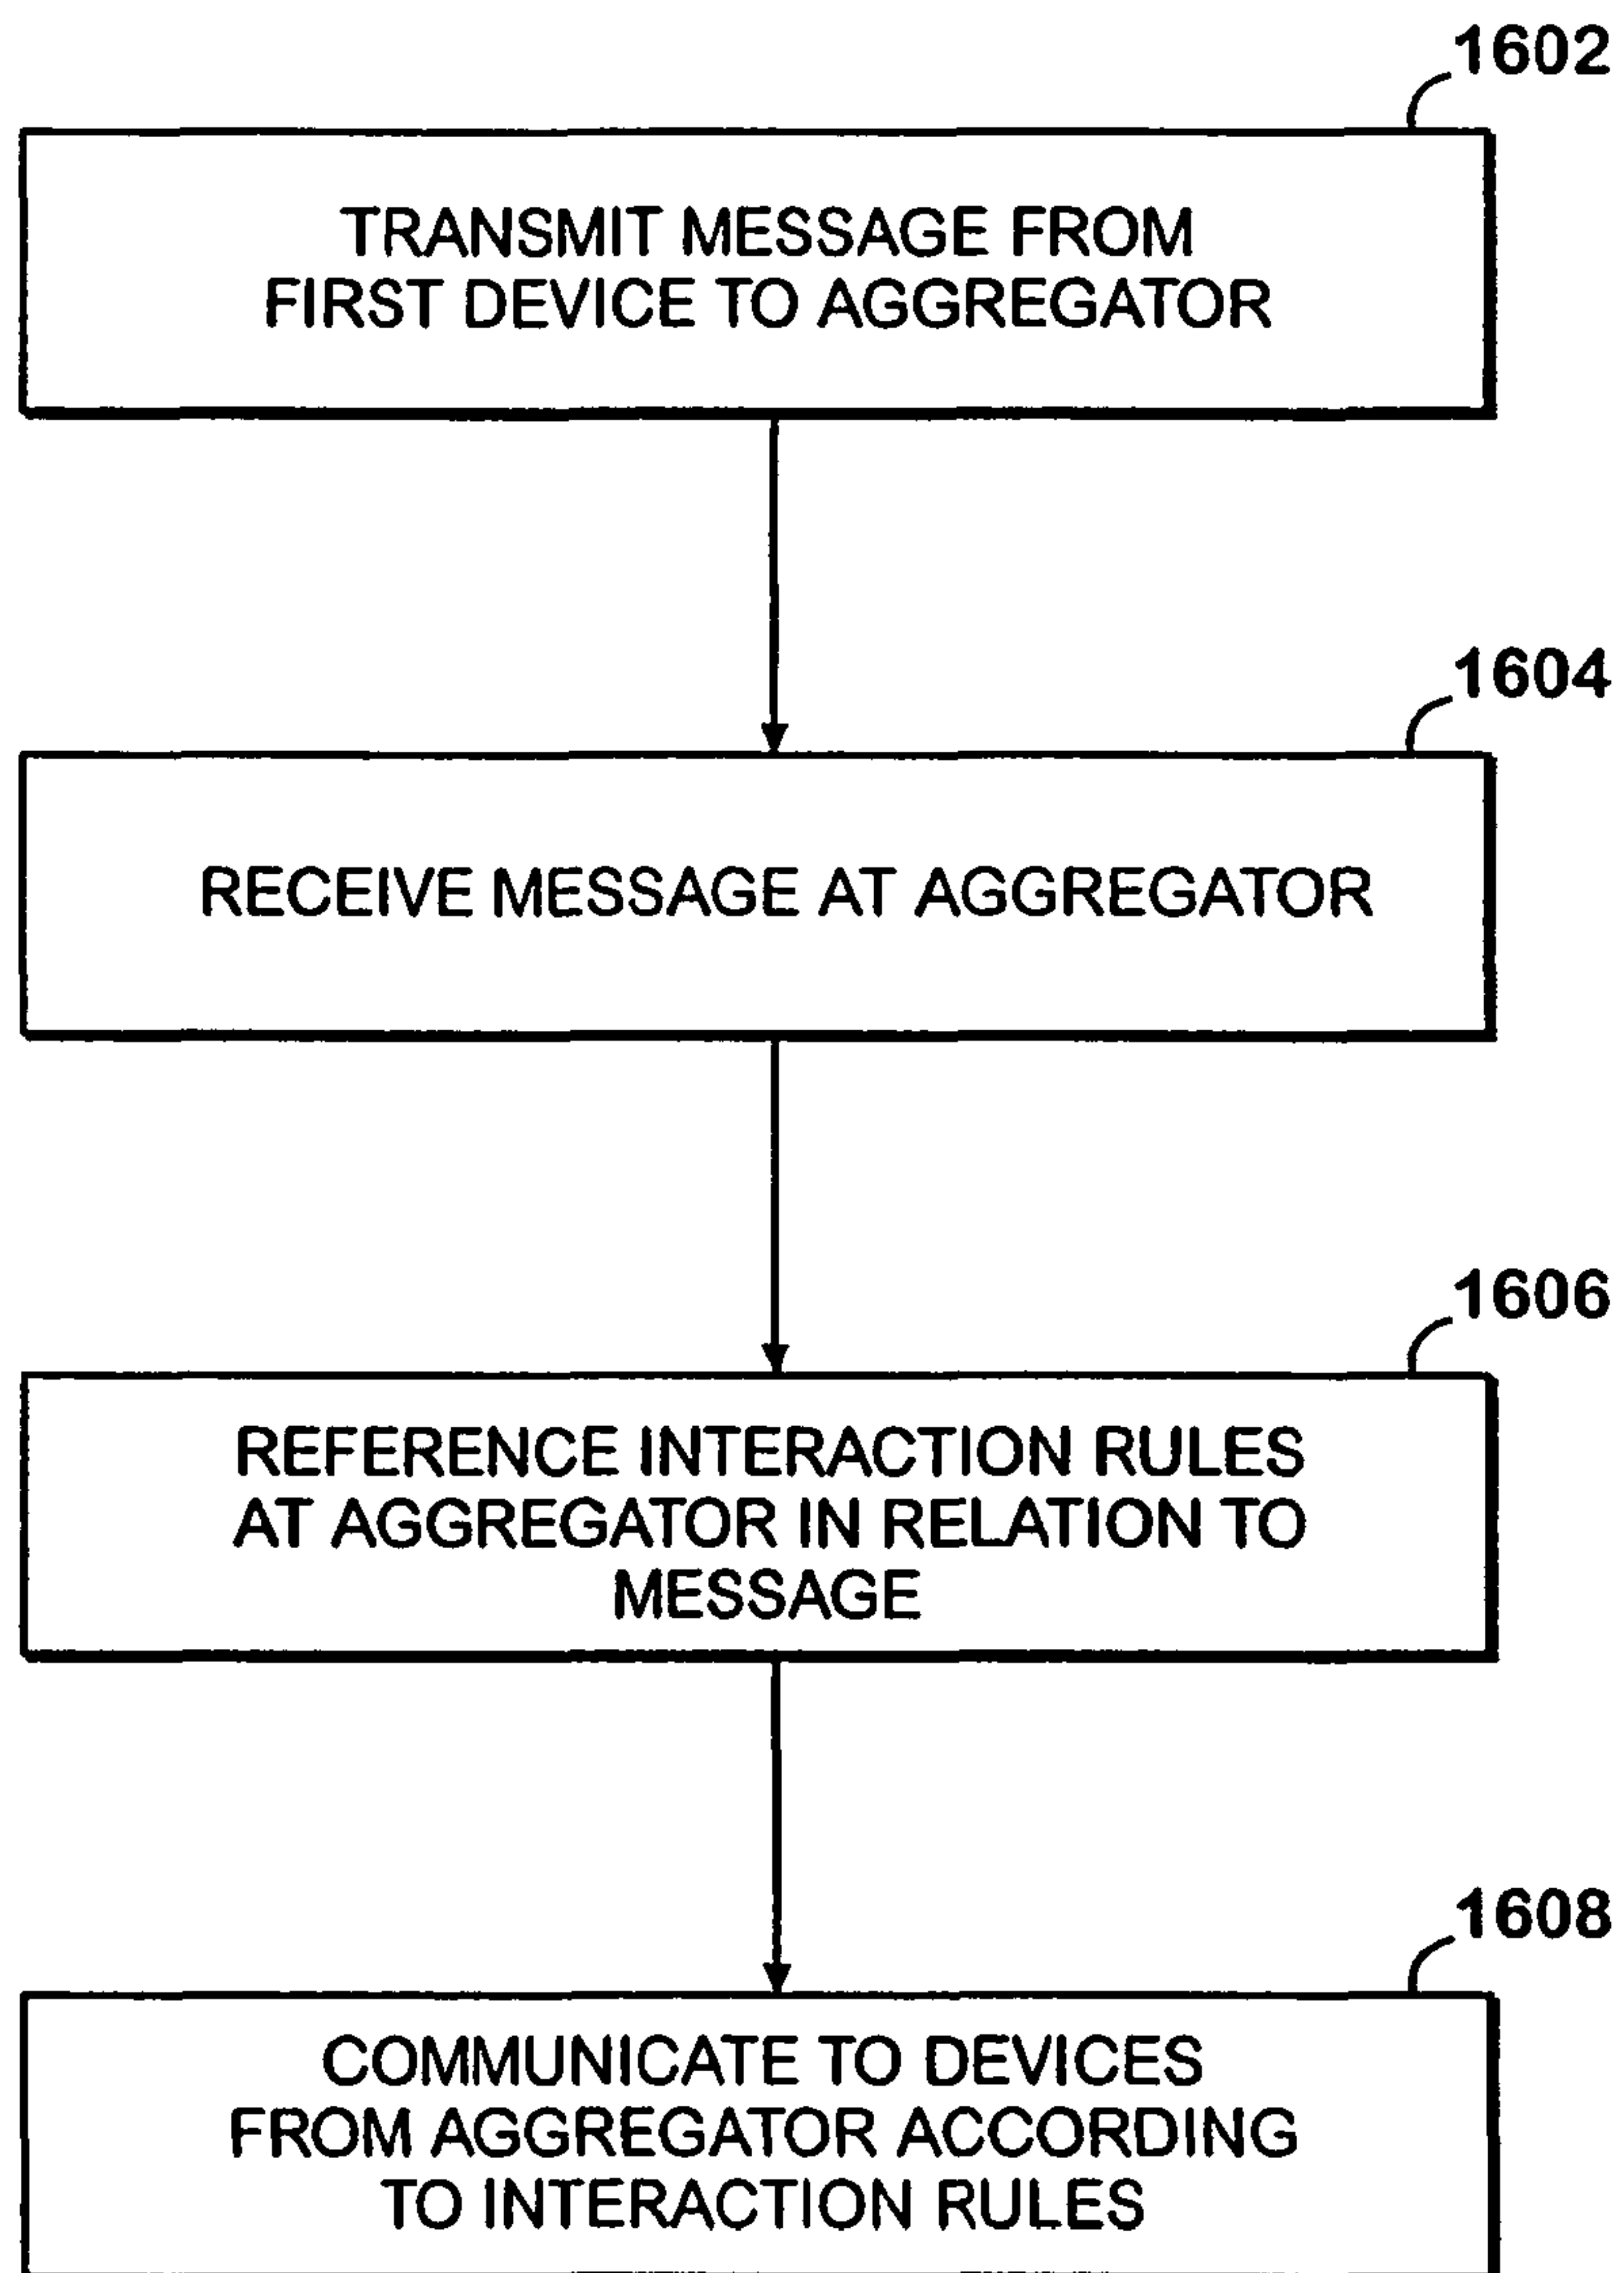 1602
TRANSMIT MESSAGE FROM
FIRST DEVICE TO AGGREGATOR
1604
RECEIVE MESSAGE AT AGGREGATOR
1606
REFERENCE INTERACTION RULES
AT AGGREGATOR IN RELATION TO
MESSAGE
1608
COMMUNICATE TO DEVICES
FROM AGGREGATOR ACCORDING
TO INTERACTION RULES